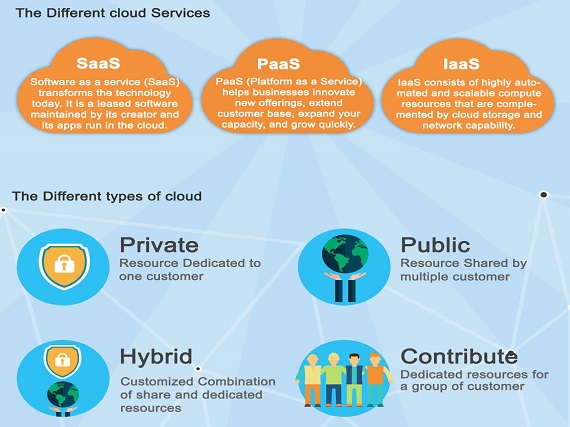 The Different cloud Services
SaaS
Software as a service (SaaS)
transforms the technology
today. It is a leased software
maintained by its creator and
its apps run in the cloud.
PaaS
PaaS (Platform as a Service)
helps businesses innovate
new offerings, extend
customer base, expand your
capacity, and grow quickly.
IaaS
IaaS consists of highly auto-
mated and scalable compute
resources that are comple-
mented by cloud storage and
network capability.
The Different types of cloud
Private
Resource Dedicated to
one customer
Public
Resource Shared by
multiple customer
Hybrid
Customized Combination
of share and dedicated
resources
Contribute
Dedicated resources for
a group of customer